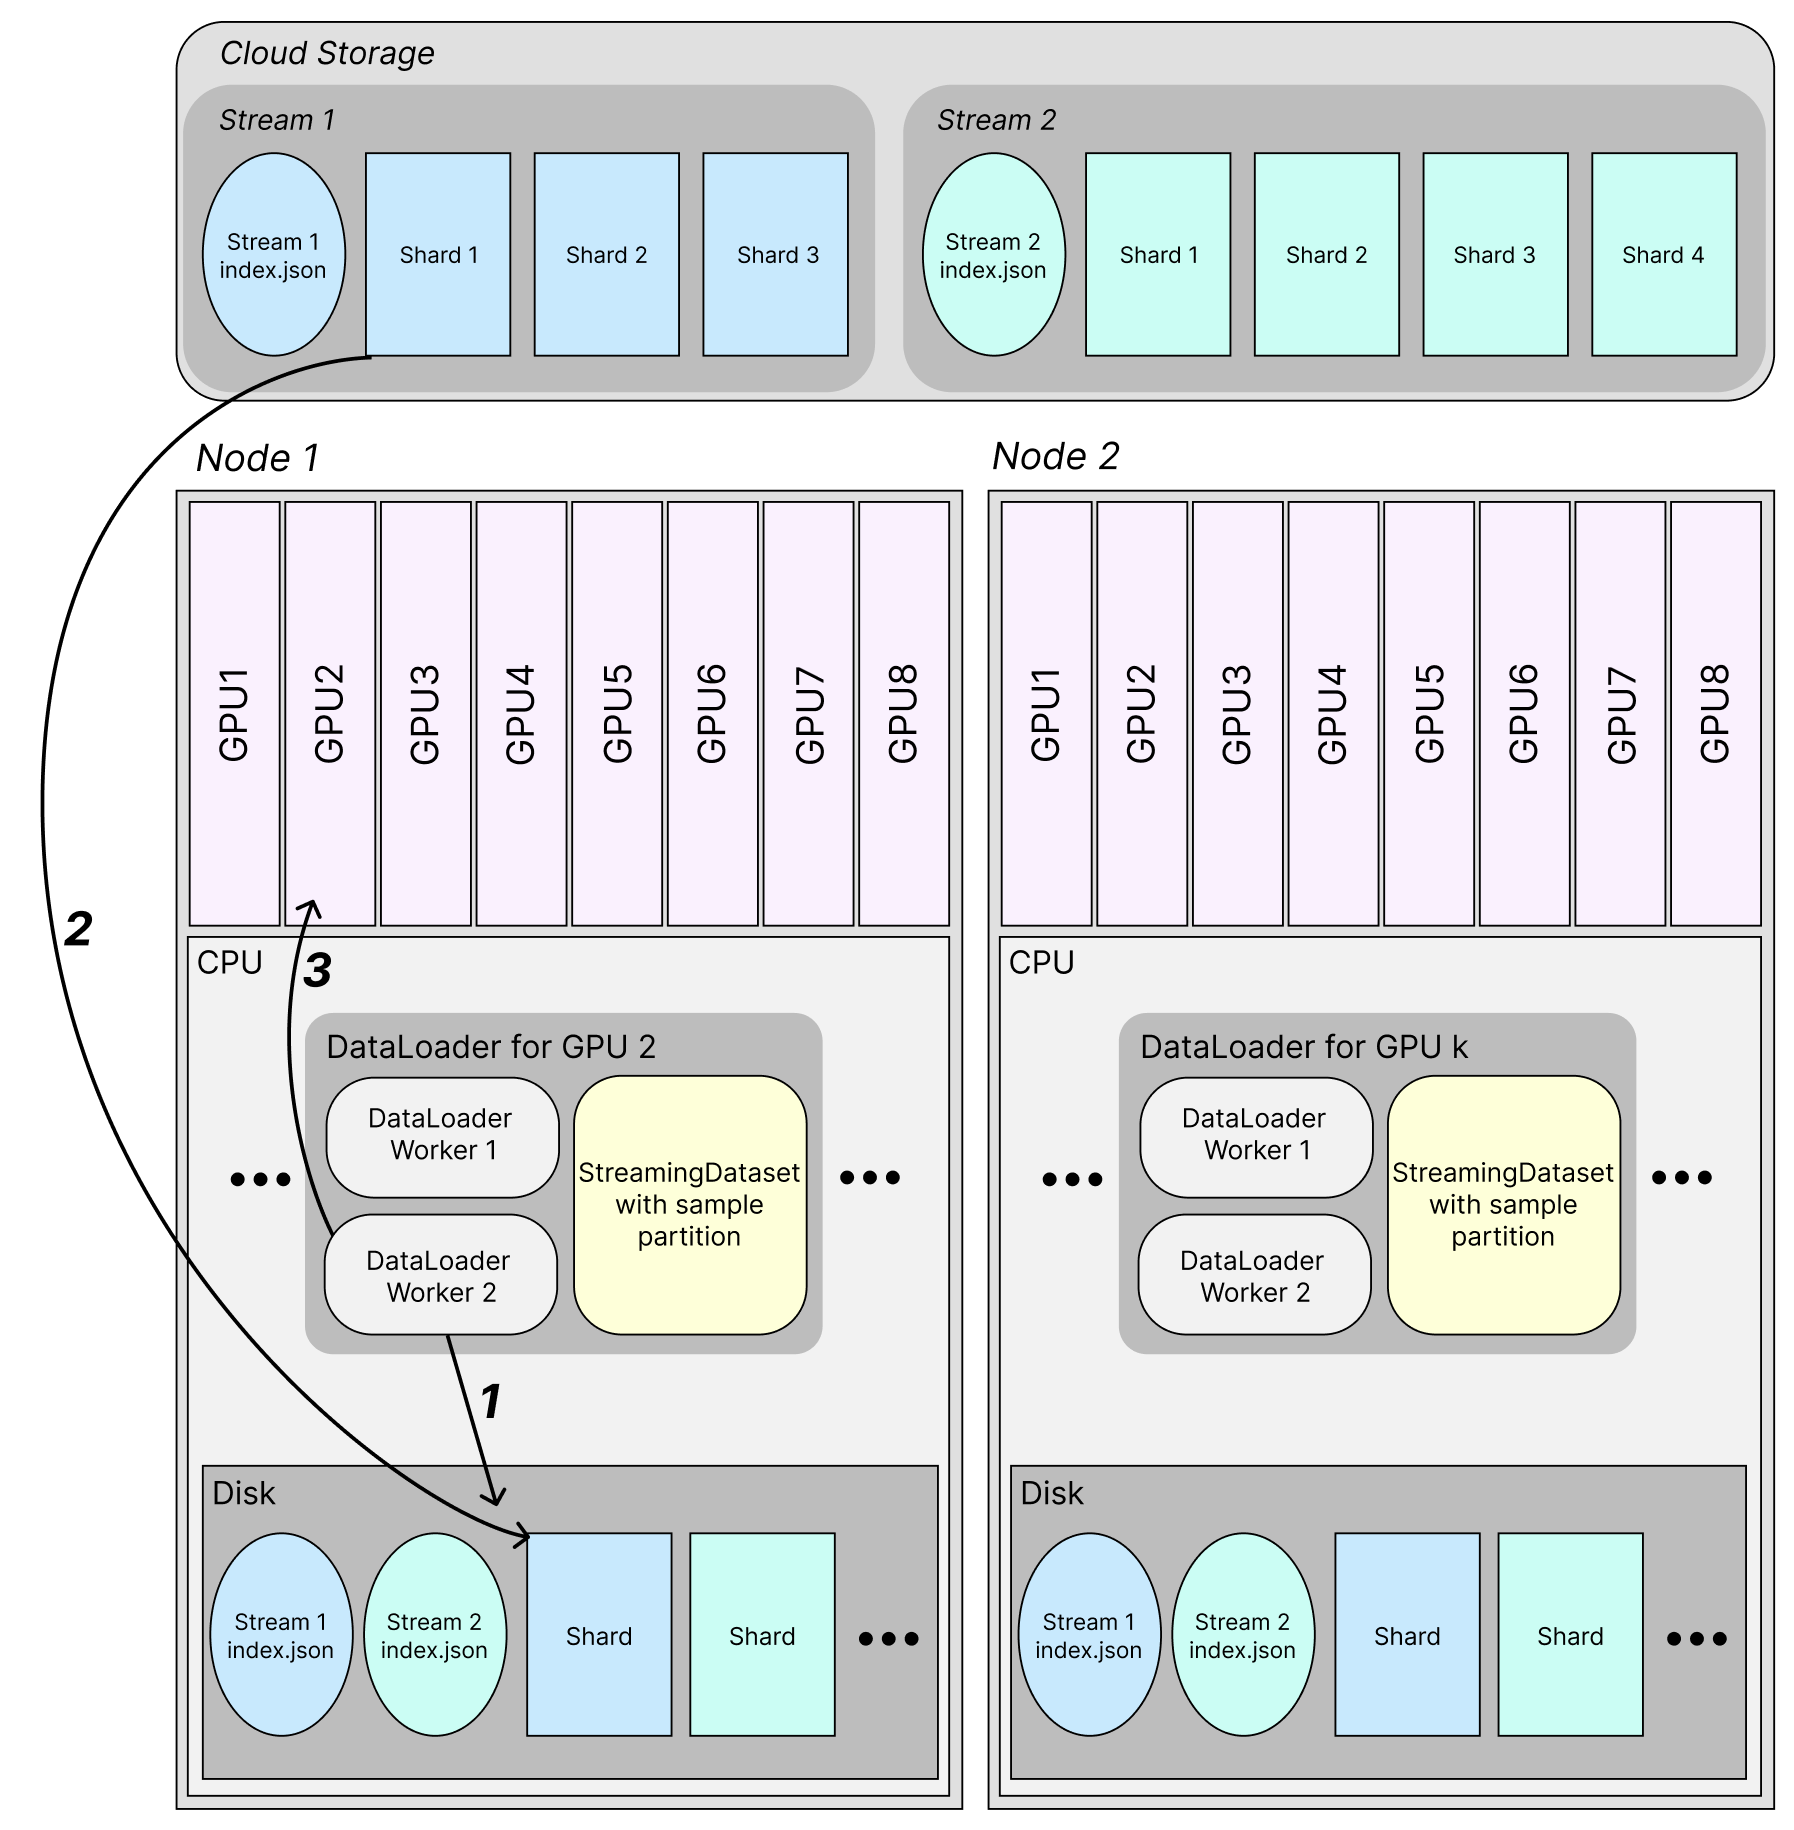 Cloud Storage
Stream 1
Stream 1
index.json
Shard 1
Shard 2
Shard 3
Stream 2
Stream 2
index.json
Shard 1
Shard 2
Shard 3
Shard 4
2
Node 1
GPU1
GPU2
GPU3
GPU4
GPU5
GPU6
GPU7
GPU8
CPU
3
DataLoader for GPU 2
DataLoader
Worker 1
DataLoader
Worker 2
StreamingDataset
with sample
partition
•••
•••
1
Disk
Stream 1
index.json
Stream 2
index.json
Shard
Shard
•••
Node 2
GPU1
GPU2
GPU3
GPU4
GPU5
GPU6
GPU7
GPU8
CPU
DataLoader for GPU k
DataLoader
Worker 1
DataLoader
Worker 2
StreamingDataset
with sample
partition
•••
•••
Disk
Stream 1
index.json
Stream 2
index.json
Shard
Shard
•••